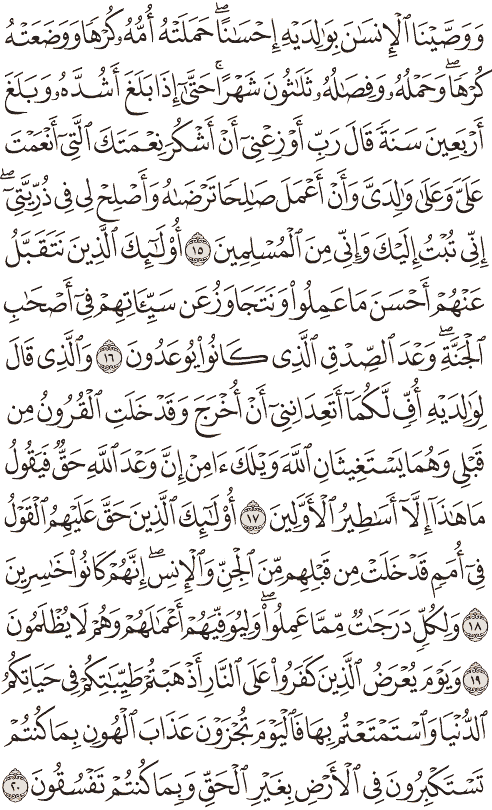 وَوَصَّيْنَا ٱلْإِنسَٰنَ بِوَٰلِدَيْهِ إِحْسَٰنًاۖ حَمَلَتْهُ أُمُّهُۥ كُرْهًا وَوَضَعَتْهُ
كُرْهًاۖ وَحَمْلُهُۥ وَفِصَٰلُهُۥ ثَلَٰثُونَ شَهْرًاۚ حَتَّىٰٓ إِذَا بَلَغَ أَشُدَّهُۥ وَبَلَغَ
أَرْبَعِينَ سَنَةً قَالَ رَبِّ أَوْزِعْنِىٓ أَنْ أَشْكُرَ نِعْمَتَكَ ٱلَّتِىٓ أَنْعَمْتَ
عَلَىَّ وَعَلَىٰ وَٰلِدَىَّ وَأَنْ أَعْمَلَ صَٰلِحًا تَرْضَىٰهُ وَأَصْلِحْ لِى فِى ذُرِّيَّتِىٓۖ
إِنِّى تُبْتُ إِلَيْكَ وَإِنِّى مِنَ ٱلْمُسْلِمِينَ ١٥ أُو۟لَٰٓئِكَ ٱلَّذِينَ نَتَقَبَّلُ
عَنْهُمْ أَحْسَنَ مَا عَمِلُوا۟ وَنَتَجَاوَزُ عَن سَيِّـَٔاتِهِمْ فِىٓ أَصْحَٰبِ
ٱلْجَنَّةِۖ وَعْدَ ٱلصِّدْقِ ٱلَّذِى كَانُوا۟ يُوعَدُونَ ١٦ وَٱلَّذِى قَالَ
لِوَٰلِدَيْهِ أُفٍّ لَّكُمَآ أَتَعِدَانِنِىٓ أَنْ أُخْرَجَ وَقَدْ خَلَتِ ٱلْقُرُونُ مِن
قَبْلِى وَهُمَا يَسْتَغِيثَانِ ٱللَّهَ وَيْلَكَ ءَامِنْ إِنَّ وَعْدَ ٱللَّهِ حَقٌّ فَيَقُولُ
مَا هَٰذَآ إِلَّآ أَسَٰطِيرُ ٱلْأَوَّلِينَ ١٧ أُو۟لَٰٓئِكَ ٱلَّذِينَ حَقَّ عَلَيْهِمُ ٱلْقَوْلُ
فِىٓ أُمَمٍ قَدْ خَلَتْ مِن قَبْلِهِم مِّنَ ٱلْجِنِّ وَٱلْإِنسِۖ إِنَّهُمْ كَانُوا۟ خَٰسِرِينَ
١٨ وَلِكُلٍّ دَرَجَٰتٌ مِّمَّا عَمِلُوا۟ۖ وَلِيُوَفِّيَهُمْ أَعْمَٰلَهُمْ وَهُمْ لَا يُظْلَمُونَ
١٩ وَيَوْمَ يُعْرَضُ ٱلَّذِينَ كَفَرُوا۟ عَلَى ٱلنَّارِ أَذْهَبْتُمْ طَيِّبَٰتِكُمْ فِى حَيَاتِكُمُ
ٱلدُّنْيَا وَٱسْتَمْتَعْتُم بِهَا فَٱلْيَوْمَ تُجْزَوْنَ عَذَابَ ٱلْهُونِ بِمَا كُنتُمْ
تَسْتَكْبِرُونَ فِى ٱلْأَرْضِ بِغَيْرِ ٱلْحَقِّ وَبِمَا كُنتُمْ تَفْسُقُونَ ٢٠